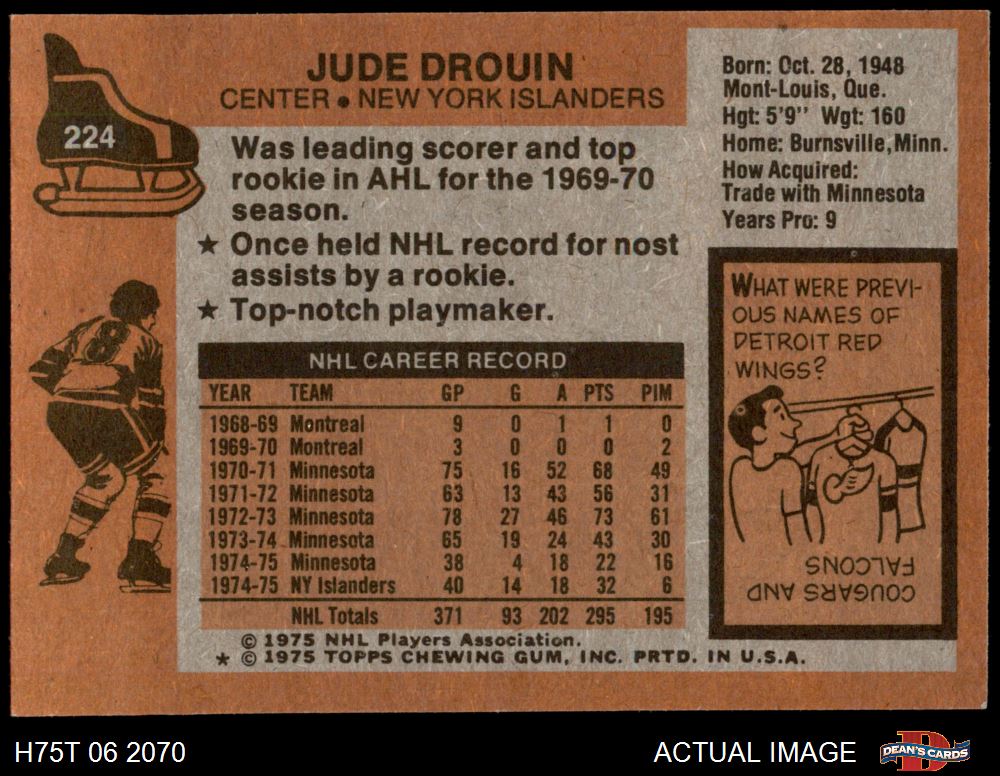 224
JUDE DROUIN
CENTER • NEW YORK ISLANDERS
Was leading scorer and top
rookie in AHL for the 1969-70
season.
★ Once held NHL record for nost
assists by a rookie.
★ Top-notch playmaker.
Born: Oct. 28, 1948
Mont-Louis, Que.
Hgt: 5'9" Wgt: 160
Home: Burnsville, Minn.
How Acquired:
Trade with Minnesota
Years Pro: 9
8
NHL CAREER RECORD
YEAR TEAM GP G A PTS PIM
1968-69 Montreal 9 0 1 1 0
1969-70 Montreal 3 0 0 0 2
1970-71 Minnesota 75 16 52 68 49
1971-72 Minnesota 63 13 43 56 31
1972-73 Minnesota 78 27 46 73 61
1973-74 Minnesota 65 19 24 43 30
1974-75 Minnesota 38 4 18 22 16
1974-75 NY Islanders 40 14 18 32 6
NHL Totals 371 93 202 295 195
WHAT WERE PREVI-
OUS NAMES OF
DETROIT RED
WINGS?
COUGARS AND
FALCONS
© 1975 NHL Players Association.
★ © 1975 TOPPS CHEWING GUM, INC. PRTD. IN U.S.A.
H75T 06 2070
ACTUAL IMAGE
D
DEAN'S CARDS